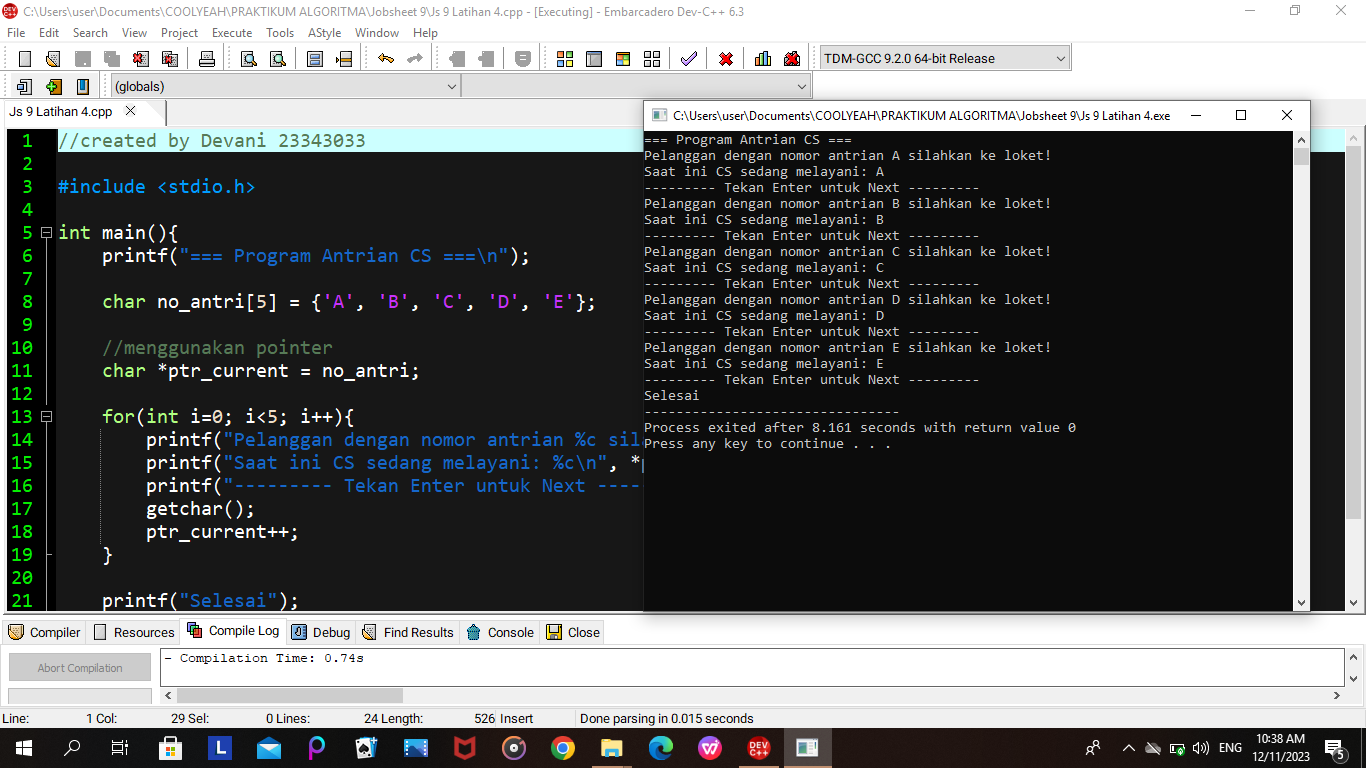 C:\Users\user\Documents\COOLYEAH\PRAKTIKUM ALGORITMA\Jobsheet 9\Js 9 Latihan 4.cpp - [Executing] - Embarcadero Dev-C++ 6.3
File Edit Search View Project Execute Tools AStyle Window Help
TDM-GCC 9.2.0 64-bit Release
(globals)
Js 9 Latihan 4.cpp
1 //created by Devani 23343033
2
3 #include <stdio.h>
4
5 int main(){
6 printf("=== Program Antrian CS ===\n");
7
8 char no_antri[5] = {'A', 'B', 'C', 'D', 'E'};
9
10 //menggunakan pointer
11 char *ptr_current = no_antri;
12
13 for(int i=0; i<5; i++){
14 printf("Pelanggan dengan nomor antrian %c sil
15 printf("Saat ini CS sedang melayani: %c\n", *
16 printf("--------- Tekan Enter untuk Next ----
17 getchar();
18 ptr_current++;
19 }
20
21 printf("Selesai");
C:\Users\user\Documents\COOLYEAH\PRAKTIKUM ALGORITMA\Jobsheet 9\Js 9 Latihan 4.exe
=== Program Antrian CS ===
Pelanggan dengan nomor antrian A silahkan ke loket!
Saat ini CS sedang melayani: A
--------- Tekan Enter untuk Next ---------
Pelanggan dengan nomor antrian B silahkan ke loket!
Saat ini CS sedang melayani: B
--------- Tekan Enter untuk Next ---------
Pelanggan dengan nomor antrian C silahkan ke loket!
Saat ini CS sedang melayani: C
--------- Tekan Enter untuk Next ---------
Pelanggan dengan nomor antrian D silahkan ke loket!
Saat ini CS sedang melayani: D
--------- Tekan Enter untuk Next ---------
Pelanggan dengan nomor antrian E silahkan ke loket!
Saat ini CS sedang melayani: E
--------- Tekan Enter untuk Next ---------
Selesai
--------------------------------
Process exited after 8.161 seconds with return value 0
Press any key to continue . . .
Compiler Resources Compile Log Debug Find Results Console Close
Abort Compilation
- Compilation Time: 0.74s
Line: 1 Col: 29 Sel: 0 Lines: 24 Length: 526 Insert Done parsing in 0.015 seconds
ENG
10:38 AM
12/11/2023
5